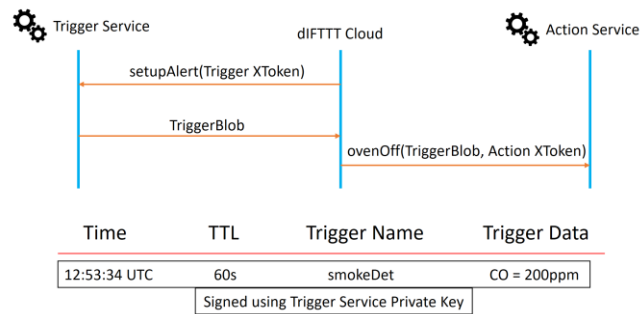 Trigger Service
dIFTTT Cloud
Action Service
setupAlert(Trigger XToken)
TriggerBlob
ovenOff(TriggerBlob, Action XToken)
Time TTL Trigger Name Trigger Data
12:53:34 UTC 60s smokeDet CO = 200ppm
Signed using Trigger Service Private Key